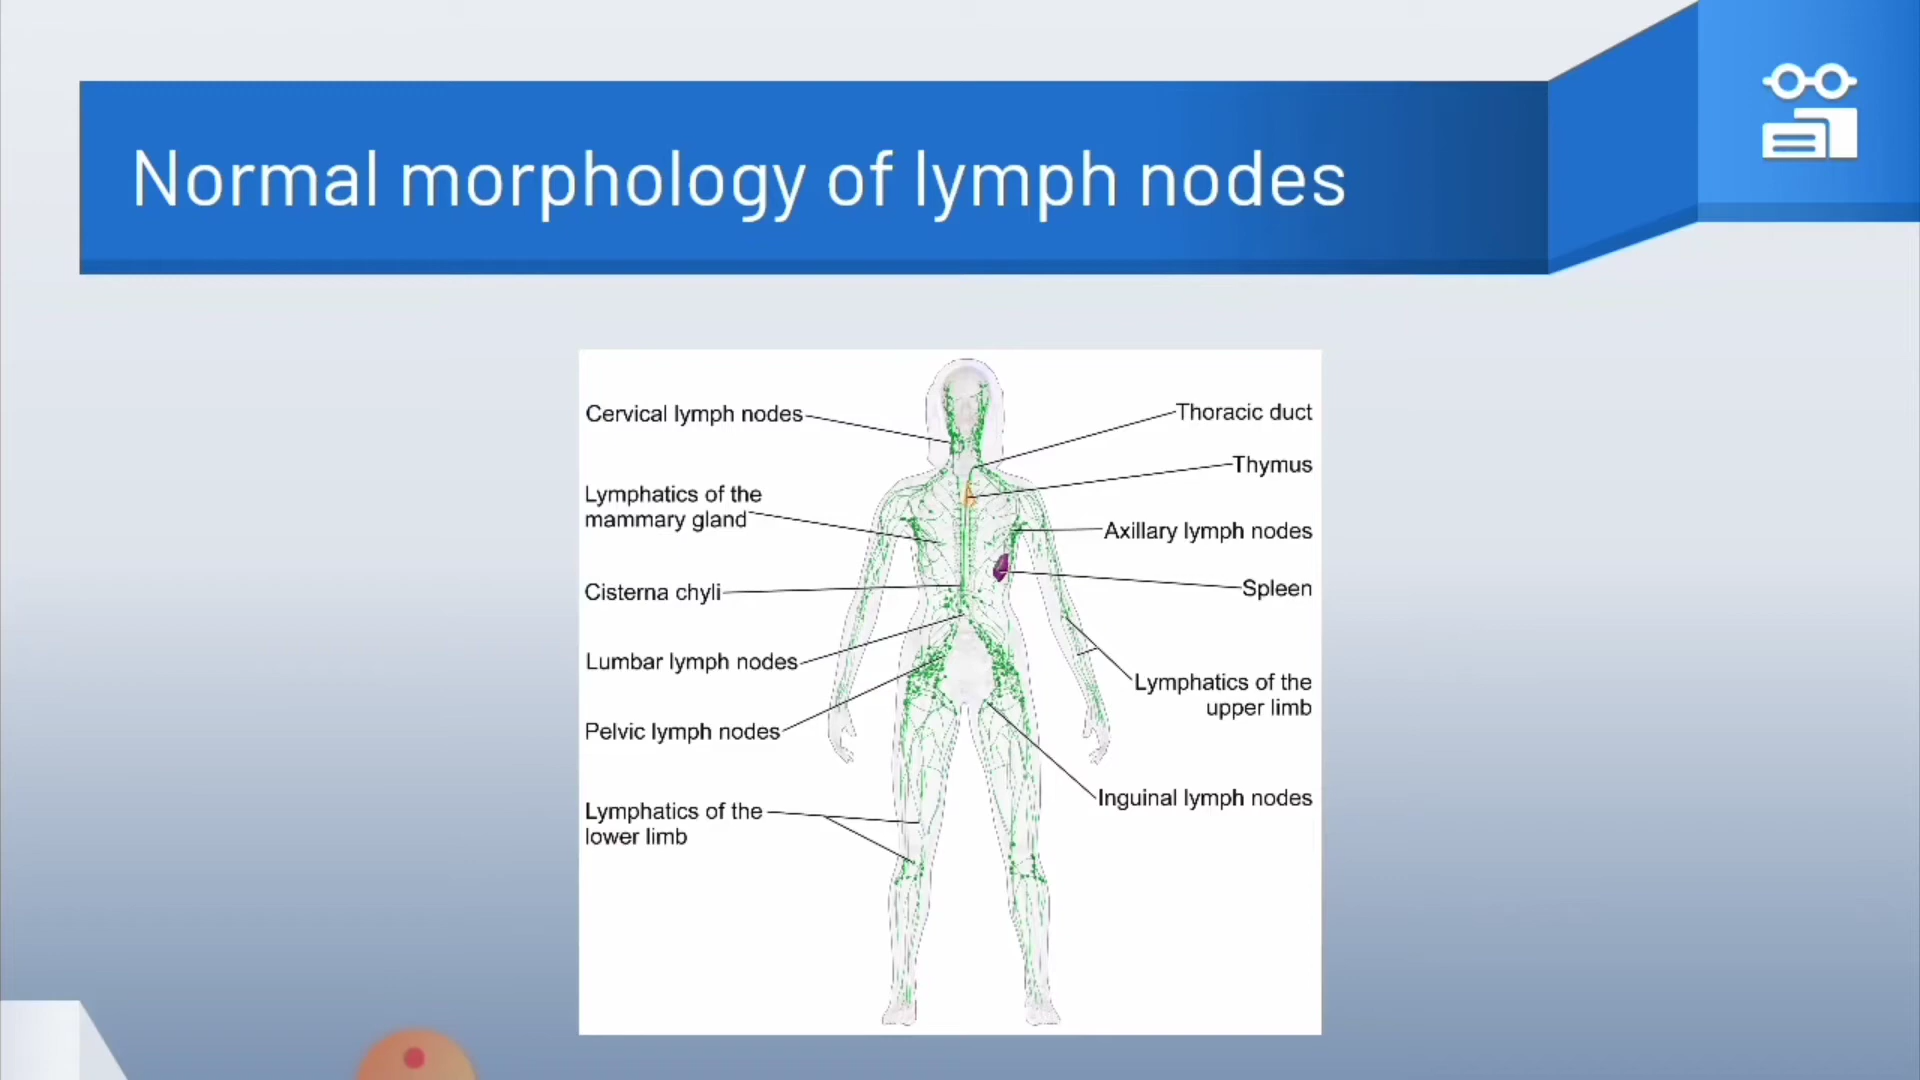 Normal morphology of lymph nodes
Cervical lymph nodes
Lymphatics of the
mammary gland
Cisterna chyli
Lumbar lymph nodes
Pelvic lymph nodes
Lymphatics of the
lower limb
Thoracic duct
Thymus
Axillary lymph nodes
Spleen
Lymphatics of the
upper limb
Inguinal lymph nodes